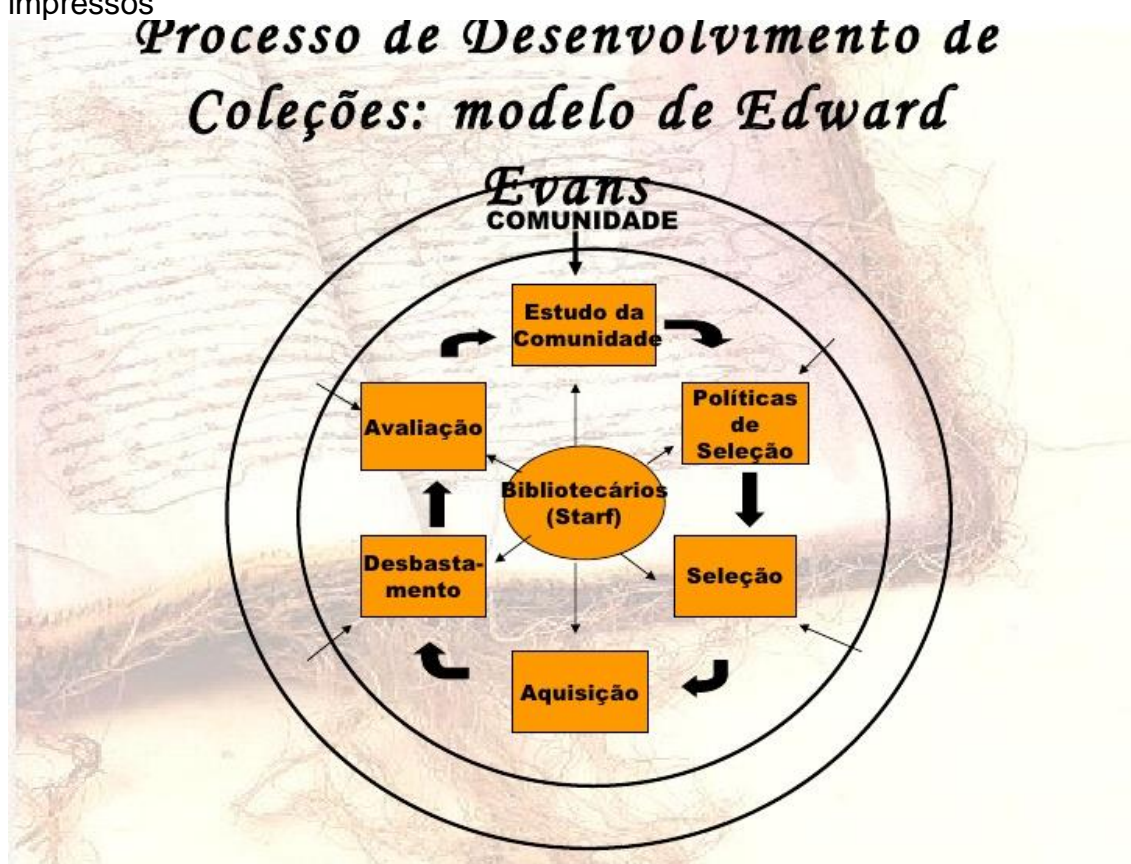 impressos
Processo de Desenvolvimento de
Coleções: modelo de Edward
Evans
COMUNIDADE
Estudo da
Comunidade
Políticas
de
Seleção
Avaliação
Bibliotecários
(Starf)
Desbasta-
mento
Seleção
Aquisição